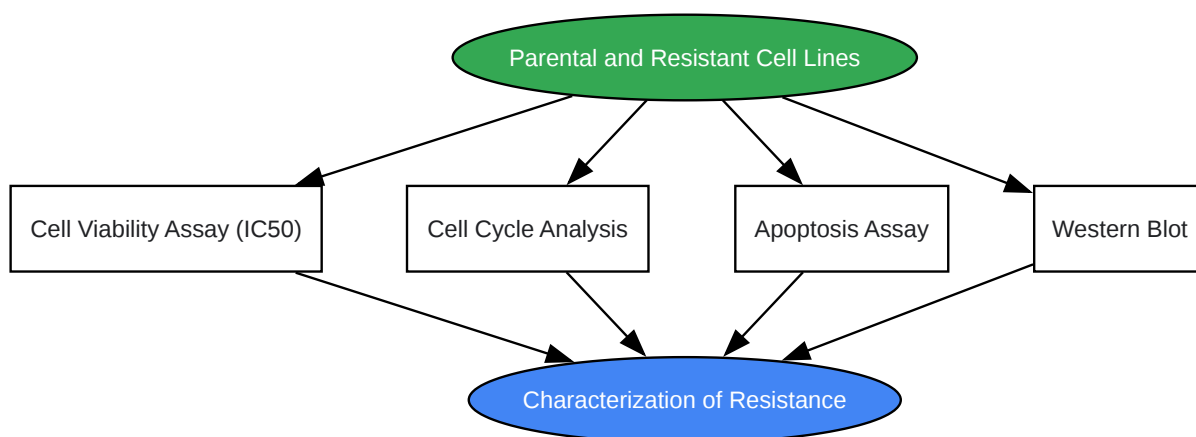 Parental and Resistant Cell Lines
Cell Viability Assay (IC50)
Cell Cycle Analysis
Apoptosis Assay
Western Blot
Characterization of Resistance